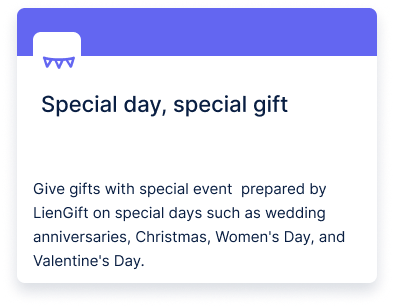 Special day, special gift
Give gifts with special event prepared by
LienGift on special days such as wedding
anniversaries, Christmas, Women's Day, and
Valentine's Day.